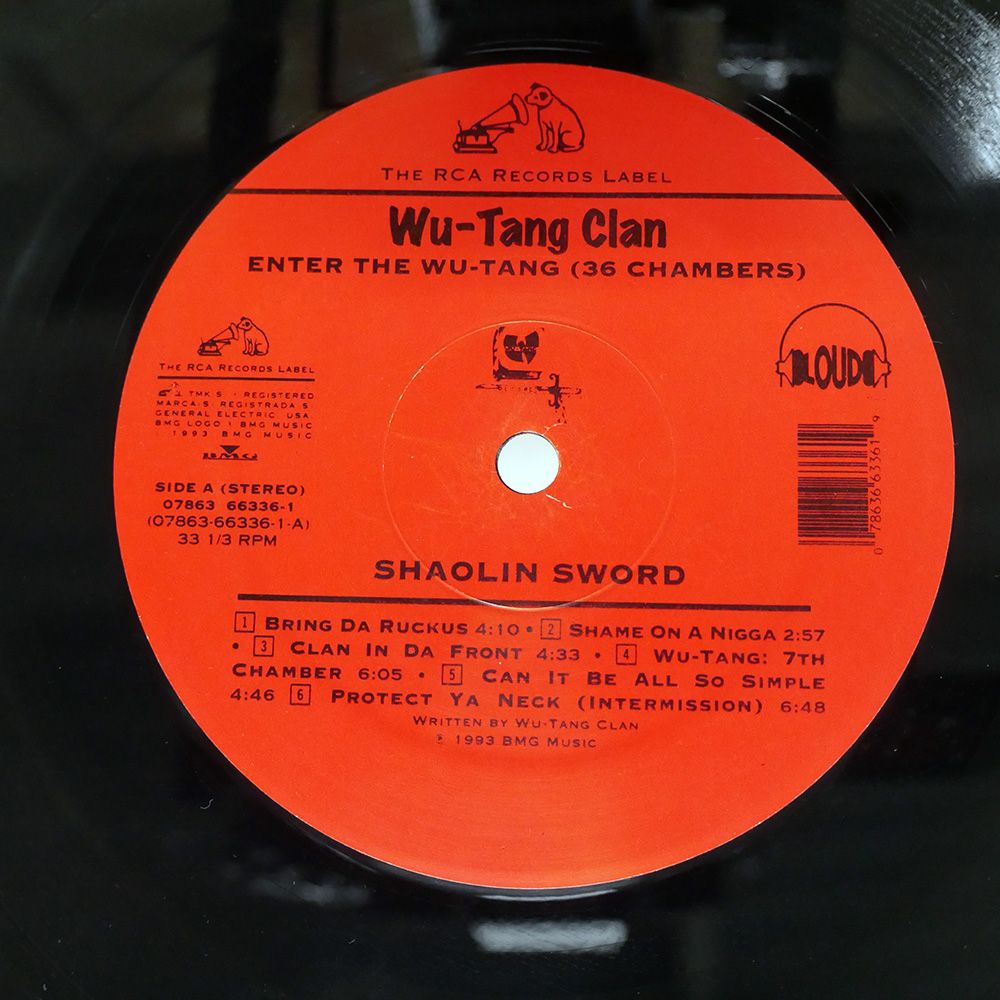 THE RCA RECORDS LABEL
Wu-Tang Clan
ENTER THE WU-TANG (36 CHAMBERS)
THE RCA RECORDS LABEL
TMK S. • REGISTERED
MARCA S. REGISTRADA S.
GENERAL ELECTRIC, USA
BMG LOGO BMG MUSIC
1993 BMG MUSIC
BMG
SIDE A (STEREO)
07863 66336-1
(07863-66336-1-A)
33 1/3 RPM
LOUD
0 78636 63361 9
SHAOLIN SWORD
1 BRING DA RUCKUS 4:10 • 2 SHAME ON A NIGGA 2:57
• 3 CLAN IN DA FRONT 4:33 • 4 WU-TANG: 7TH
CHAMBER 6:05 • 5 CAN IT BE ALL SO SIMPLE
4:46 6 PROTECT YA NECK (INTERMISSION) 6:48
WRITTEN BY WU-TANG CLAN
℗ 1993 BMG MUSIC